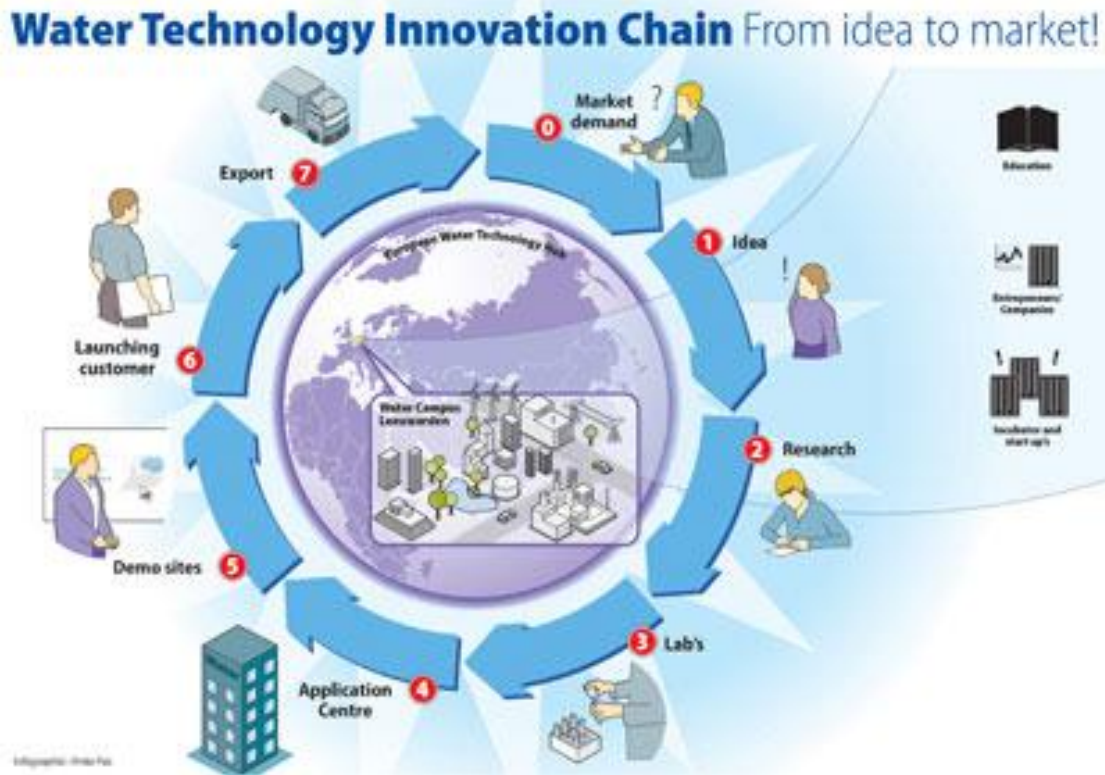 Water Technology Innovation Chain From idea to market!
0
Market
demand
?
1 Idea
!
2 Research
3 Lab's
4
Application
Centre
Demo sites 5
Launching
customer
6
Export 7
European Water Technology Hub
Water Campus
Leeuwarden
Education
Entrepreneurs/
Companies
Incubator and
start up's